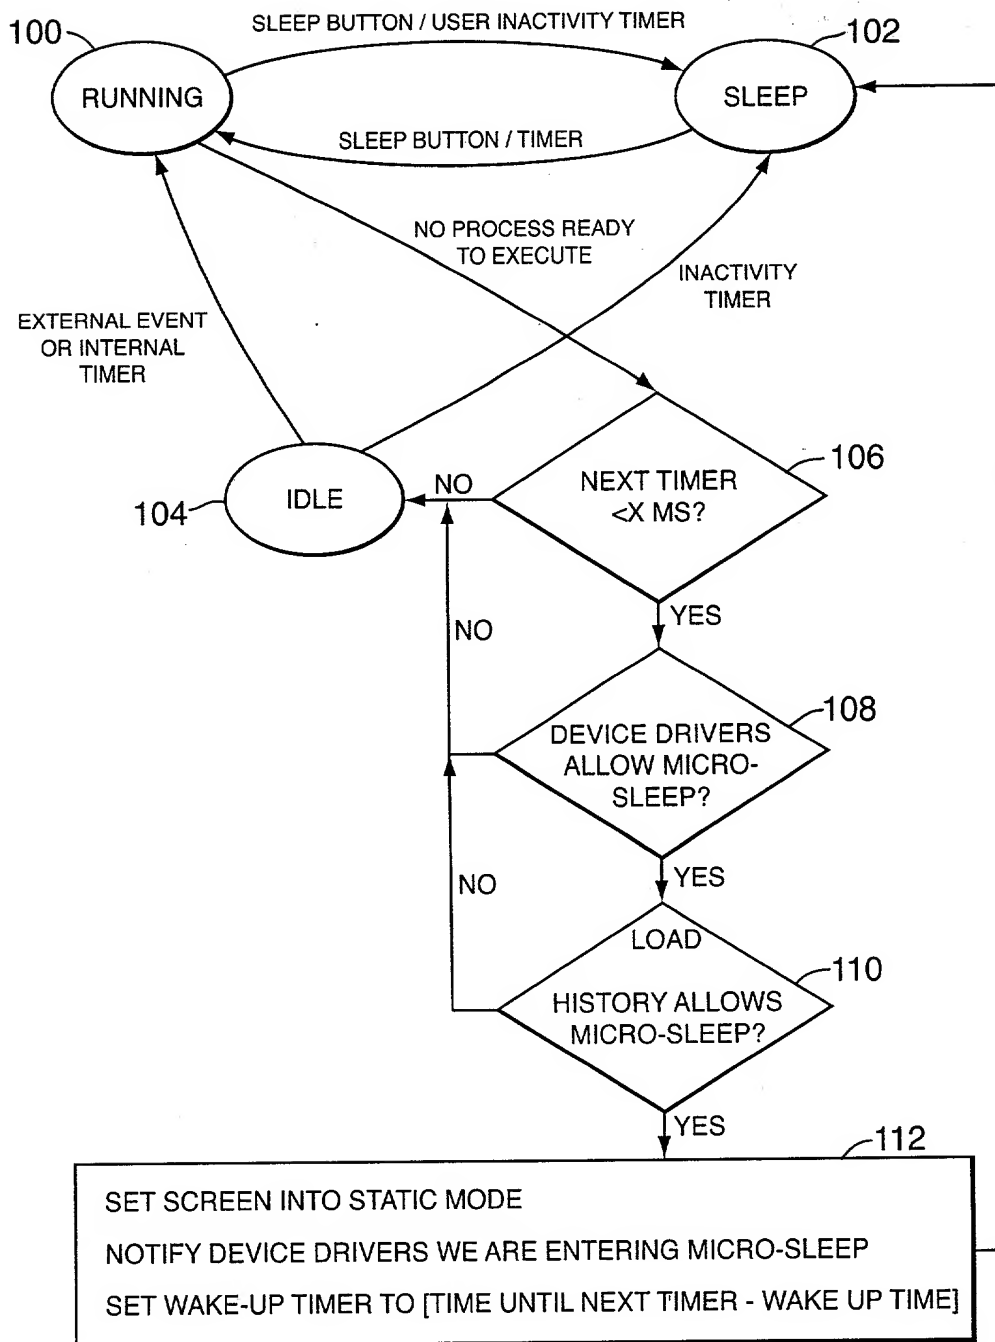 100
SLEEP BUTTON / USER INACTIVITY TIMER
102
RUNNING
SLEEP
SLEEP BUTTON / TIMER
NO PROCESS READY
TO EXECUTE
INACTIVITY
TIMER
EXTERNAL EVENT
OR INTERNAL
TIMER
106
NEXT TIMER
<X MS?
NO
IDLE
104
YES
NO
108
DEVICE DRIVERS
ALLOW MICRO-
SLEEP?
YES
NO
LOAD
110
HISTORY ALLOWS
MICRO-SLEEP?
YES
112
SET SCREEN INTO STATIC MODE
NOTIFY DEVICE DRIVERS WE ARE ENTERING MICRO-SLEEP
SET WAKE-UP TIMER TO [TIME UNTIL NEXT TIMER - WAKE UP TIME]